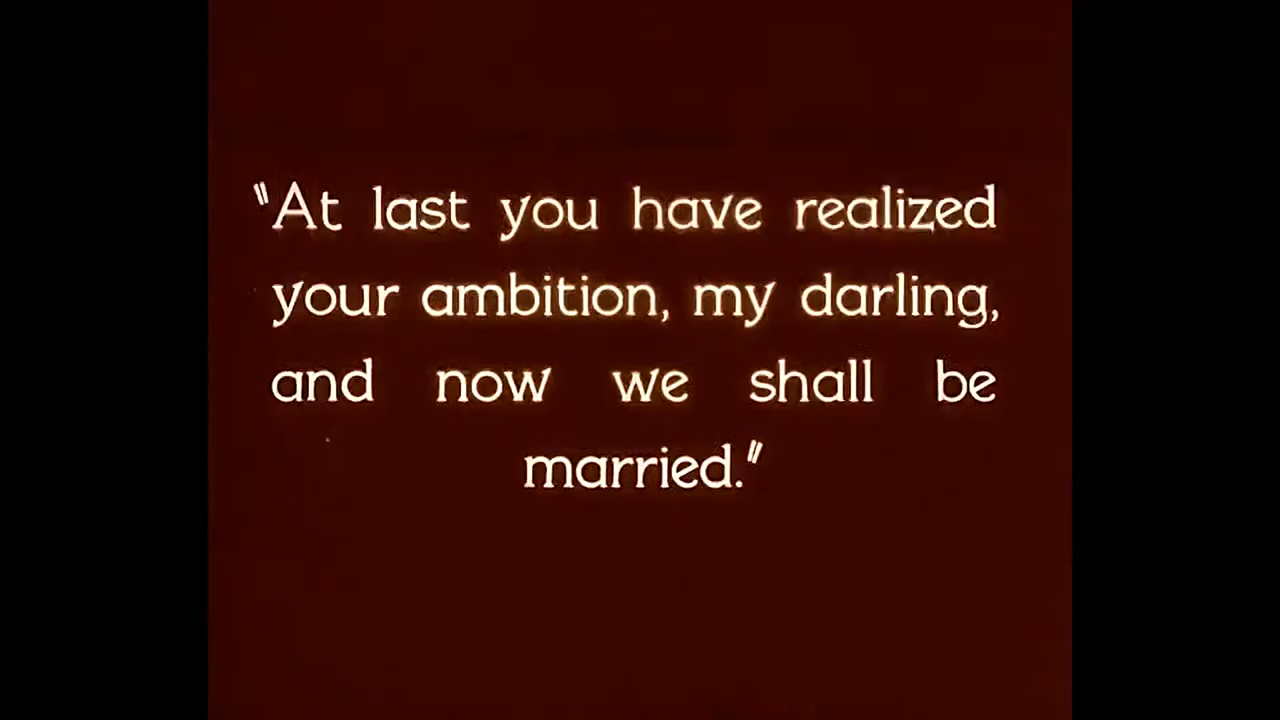 "At last you have realized
your ambition, my darling,
and now we shall be
married."